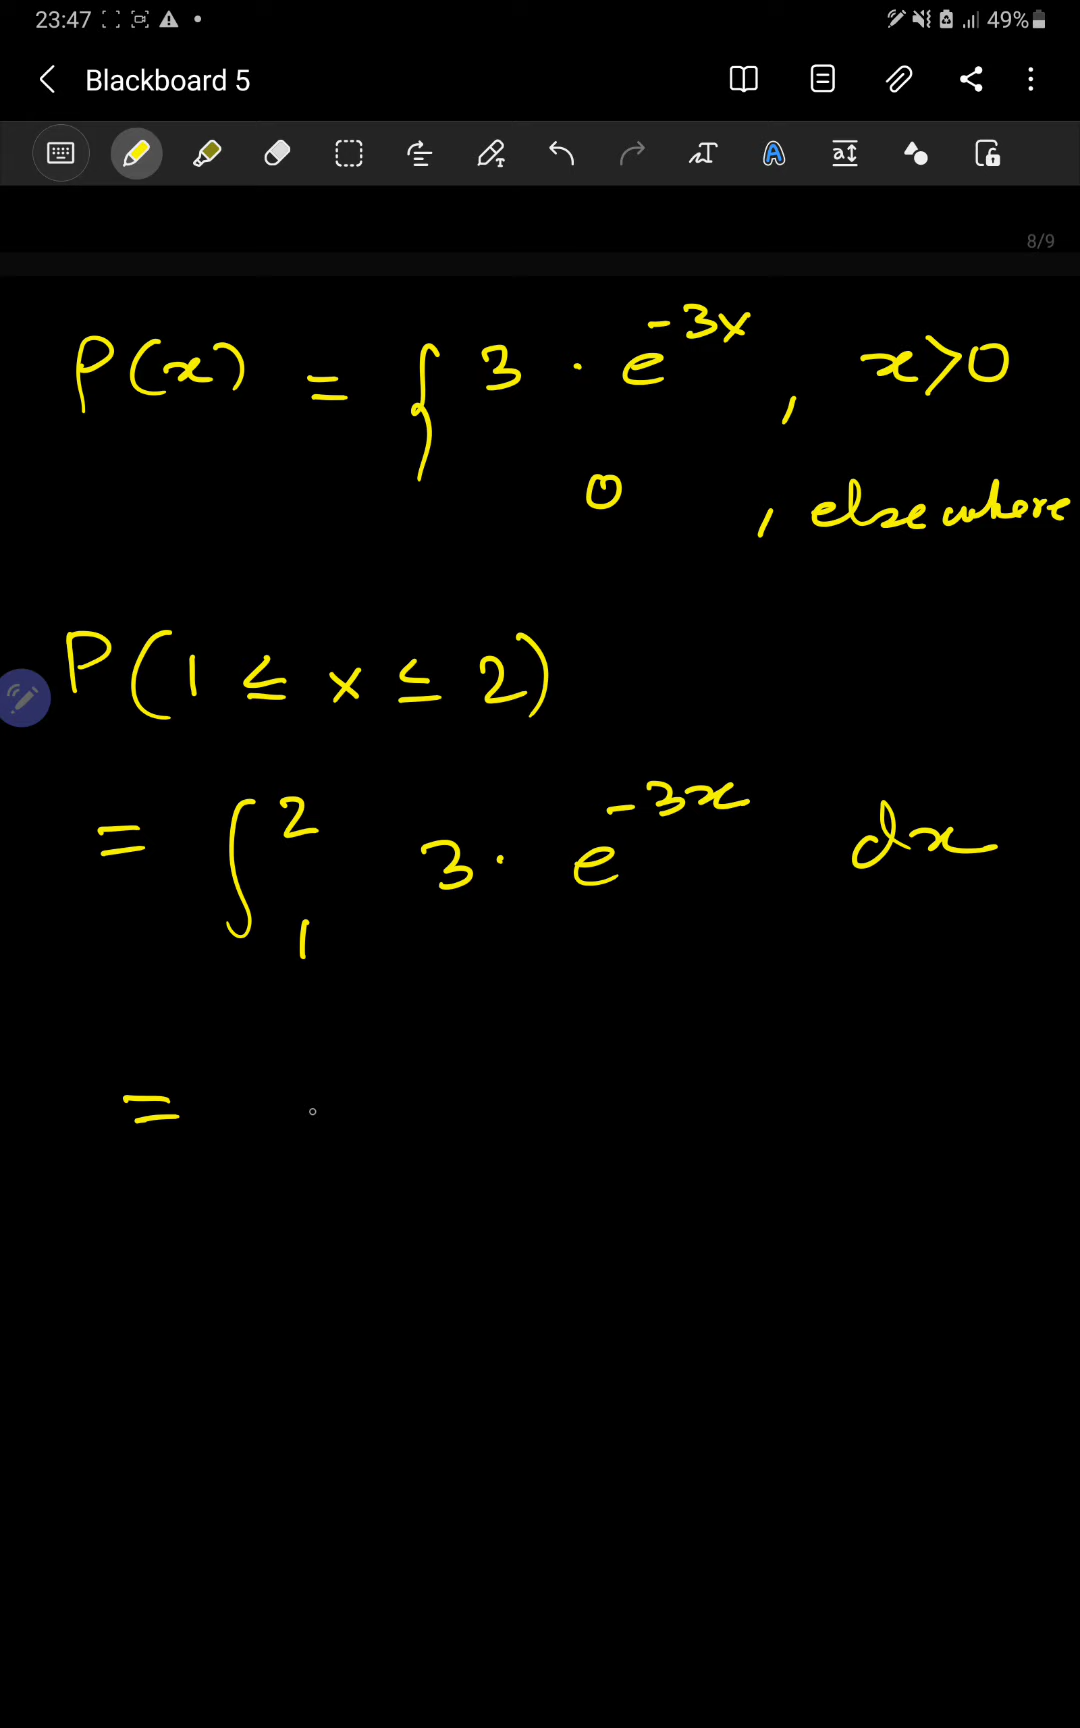 23:47 49%
Blackboard 5
8/9
P(x) = { 3 · e^{-3x} , x>0
0 , elsewhere
P(1 ≤ x ≤ 2)
= ∫_1^2 3 · e^{-3x} dx
=